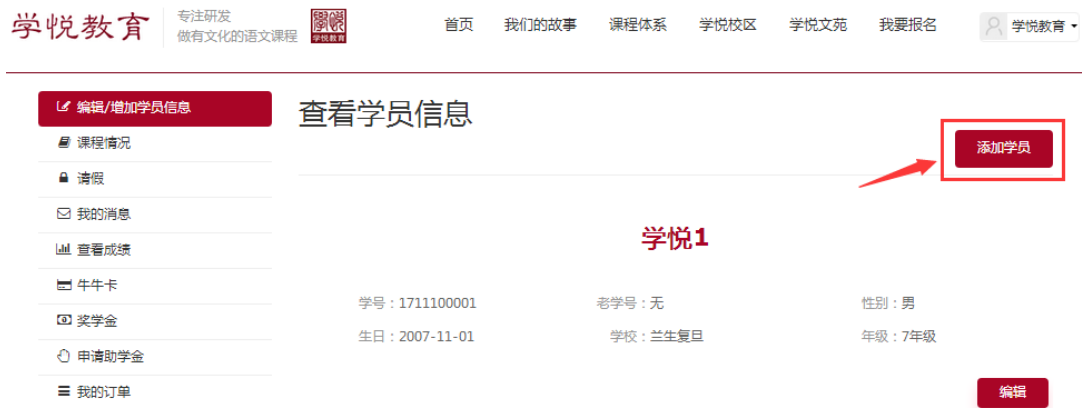 学悦教育
专注研发
做有文化的语文课程
學悦
学悦教育
首页
我们的故事
课程体系
学悦校区
学悦文苑
我要报名
学悦教育
编辑/增加学员信息
课程情况
请假
我的消息
查看成绩
牛牛卡
奖学金
申请助学金
我的订单
查看学员信息
添加学员
学悦1
学号：1711100001
老学号：无
性别：男
生日：2007-11-01
学校：兰生复旦
年级：7年级
编辑